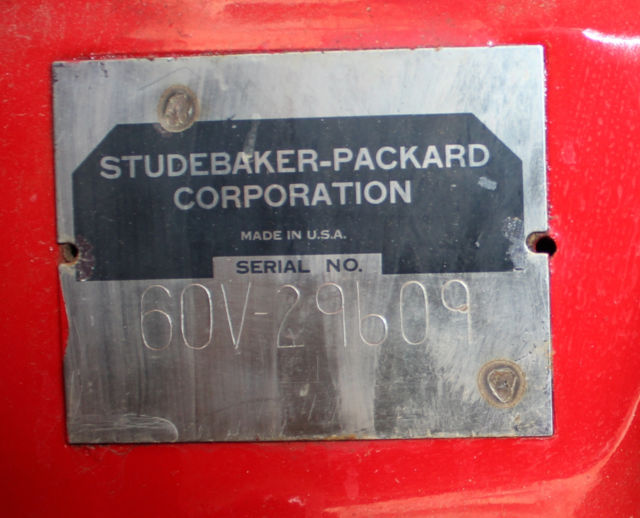 STUDEBAKER-PACKARD
CORPORATION
MADE IN U.S.A.
SERIAL NO.
60V-29609